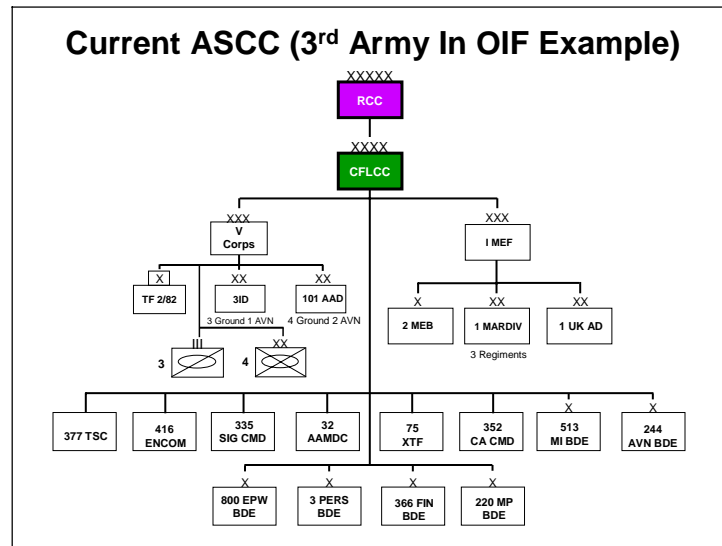 Current ASCC (3rd Army In OIF Example)
XXXXX
RCC
XXXX
CFLCC
XXX
V
Corps
XXX
I MEF
X
TF 2/82
XX
3ID
3 Ground 1 AVN
XX
101 AAD
4 Ground 2 AVN
X
2 MEB
XX
1 MARDIV
3 Regiments
XX
1 UK AD
III
3
XX
4
377 TSC
416
ENCOM
335
SIG CMD
32
AAMDC
75
XTF
352
CA CMD
X
513
MI BDE
X
244
AVN BDE
X
800 EPW
BDE
X
3 PERS
BDE
X
366 FIN
BDE
X
220 MP
BDE